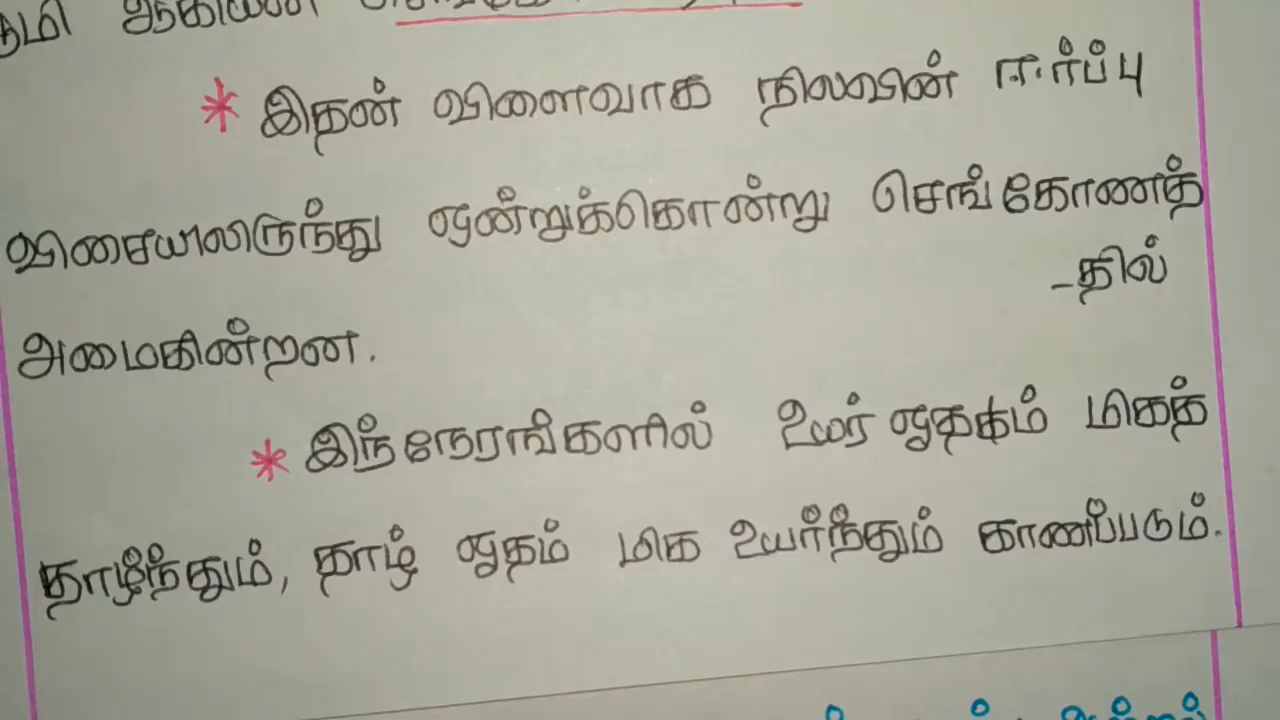 * இதன் விளைவாக நிலவின் ஈர்ப்பு
விசையிலிருந்து ஒன்றுக்கொன்று செங்கோணத்
-தில்
அமைகின்றன.
* இந்நேரங்களில் உயர் ஓதகம் மிகத்
தாழ்ந்தும், தாழ் ஓதம் மிக உயர்ந்தும் காணப்படும்.